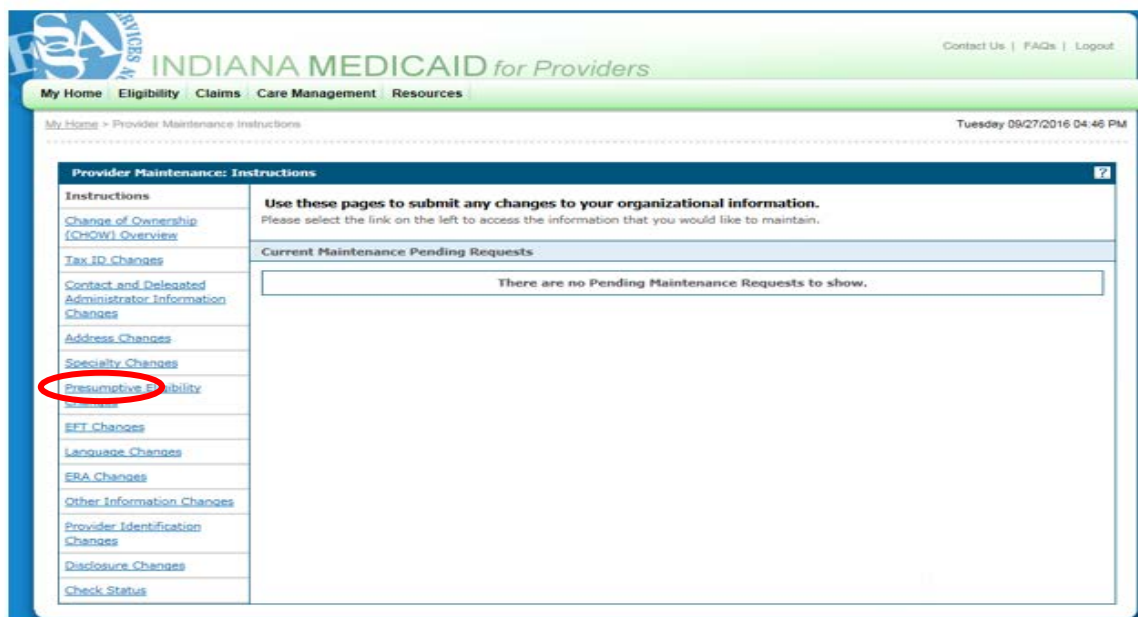 FSSA
SERVICES
Contact Us | FAQs | Logout
INDIANA MEDICAID for Providers
My Home Eligibility Claims Care Management Resources
My Home > Provider Maintenance Instructions
Tuesday 09/27/2016 04:46 PM
Provider Maintenance: Instructions
?
Instructions
Change of Ownership
(CHOW) Overview
Tax ID Changes
Contact and Delegated
Administrator Information
Changes
Address Changes
Specialty Changes
Presumptive Eligibility
Changes
EFT Changes
Language Changes
ERA Changes
Other Information Changes
Provider Identification
Changes
Disclosure Changes
Check Status
Use these pages to submit any changes to your organizational information.
Please select the link on the left to access the information that you would like to maintain.
Current Maintenance Pending Requests
There are no Pending Maintenance Requests to show.